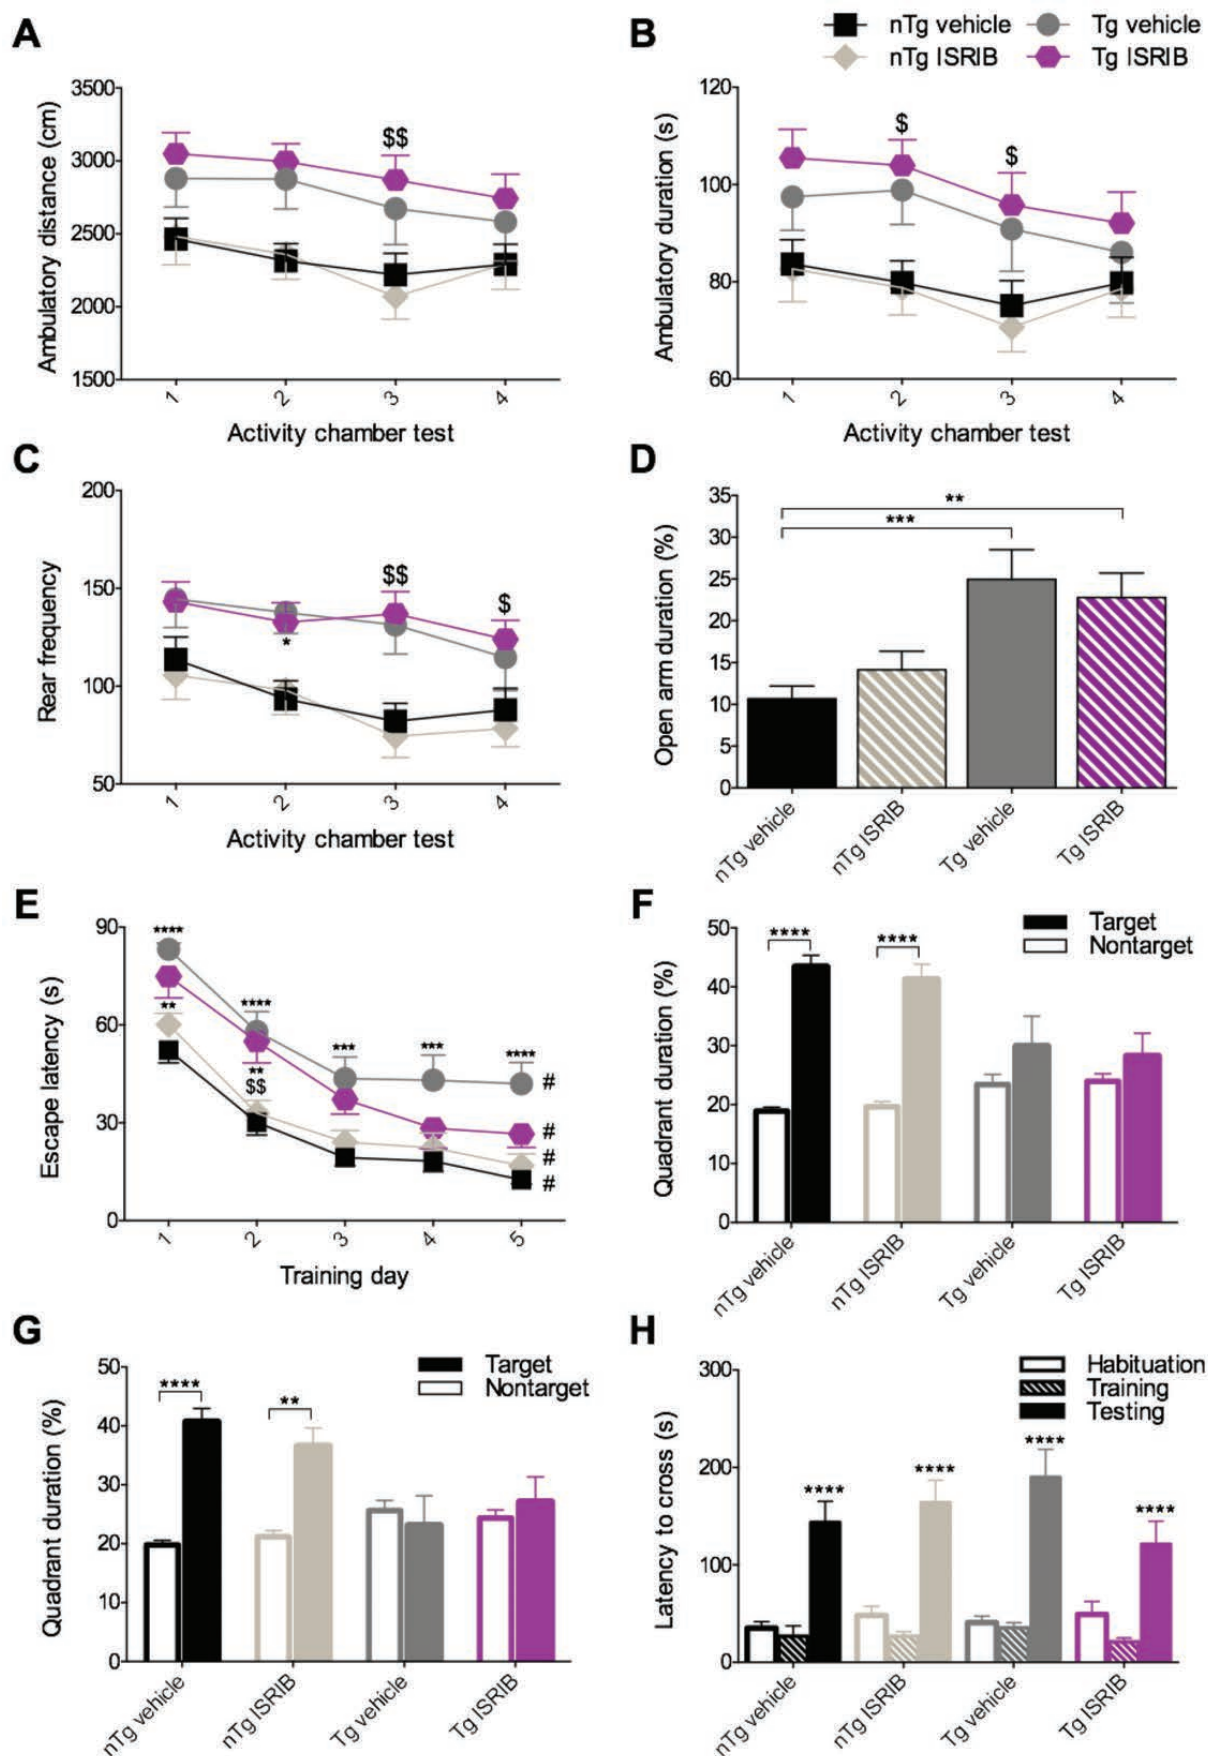 A
B
nTg vehicle
Tg vehicle
nTg ISRIB
Tg ISRIB
Ambulatory distance (cm)
3500
3000
2500
2000
1500
$$
1
2
3
4
Activity chamber test
Ambulatory duration (s)
120
100
80
60
$
$
1
2
3
4
Activity chamber test
C
Rear frequency
200
150
100
50
*
$$
$
1
2
3
4
Activity chamber test
D
Open arm duration (%)
35
30
25
20
15
10
5
0
**
***
nTg vehicle
nTg ISRIB
Tg vehicle
Tg ISRIB
E
Escape latency (s)
90
60
30
0
****
**
****
**
$$
***
***
****
#
#
#
#
1
2
3
4
5
Training day
F
Target
Nontarget
Quadrant duration (%)
50
40
30
20
10
0
****
****
nTg vehicle
nTg ISRIB
Tg vehicle
Tg ISRIB
G
Target
Nontarget
Quadrant duration (%)
50
40
30
20
10
0
****
**
nTg vehicle
nTg ISRIB
Tg vehicle
Tg ISRIB
H
Habituation
Training
Testing
Latency to cross (s)
300
200
100
0
****
****
****
****
nTg vehicle
nTg ISRIB
Tg vehicle
Tg ISRIB